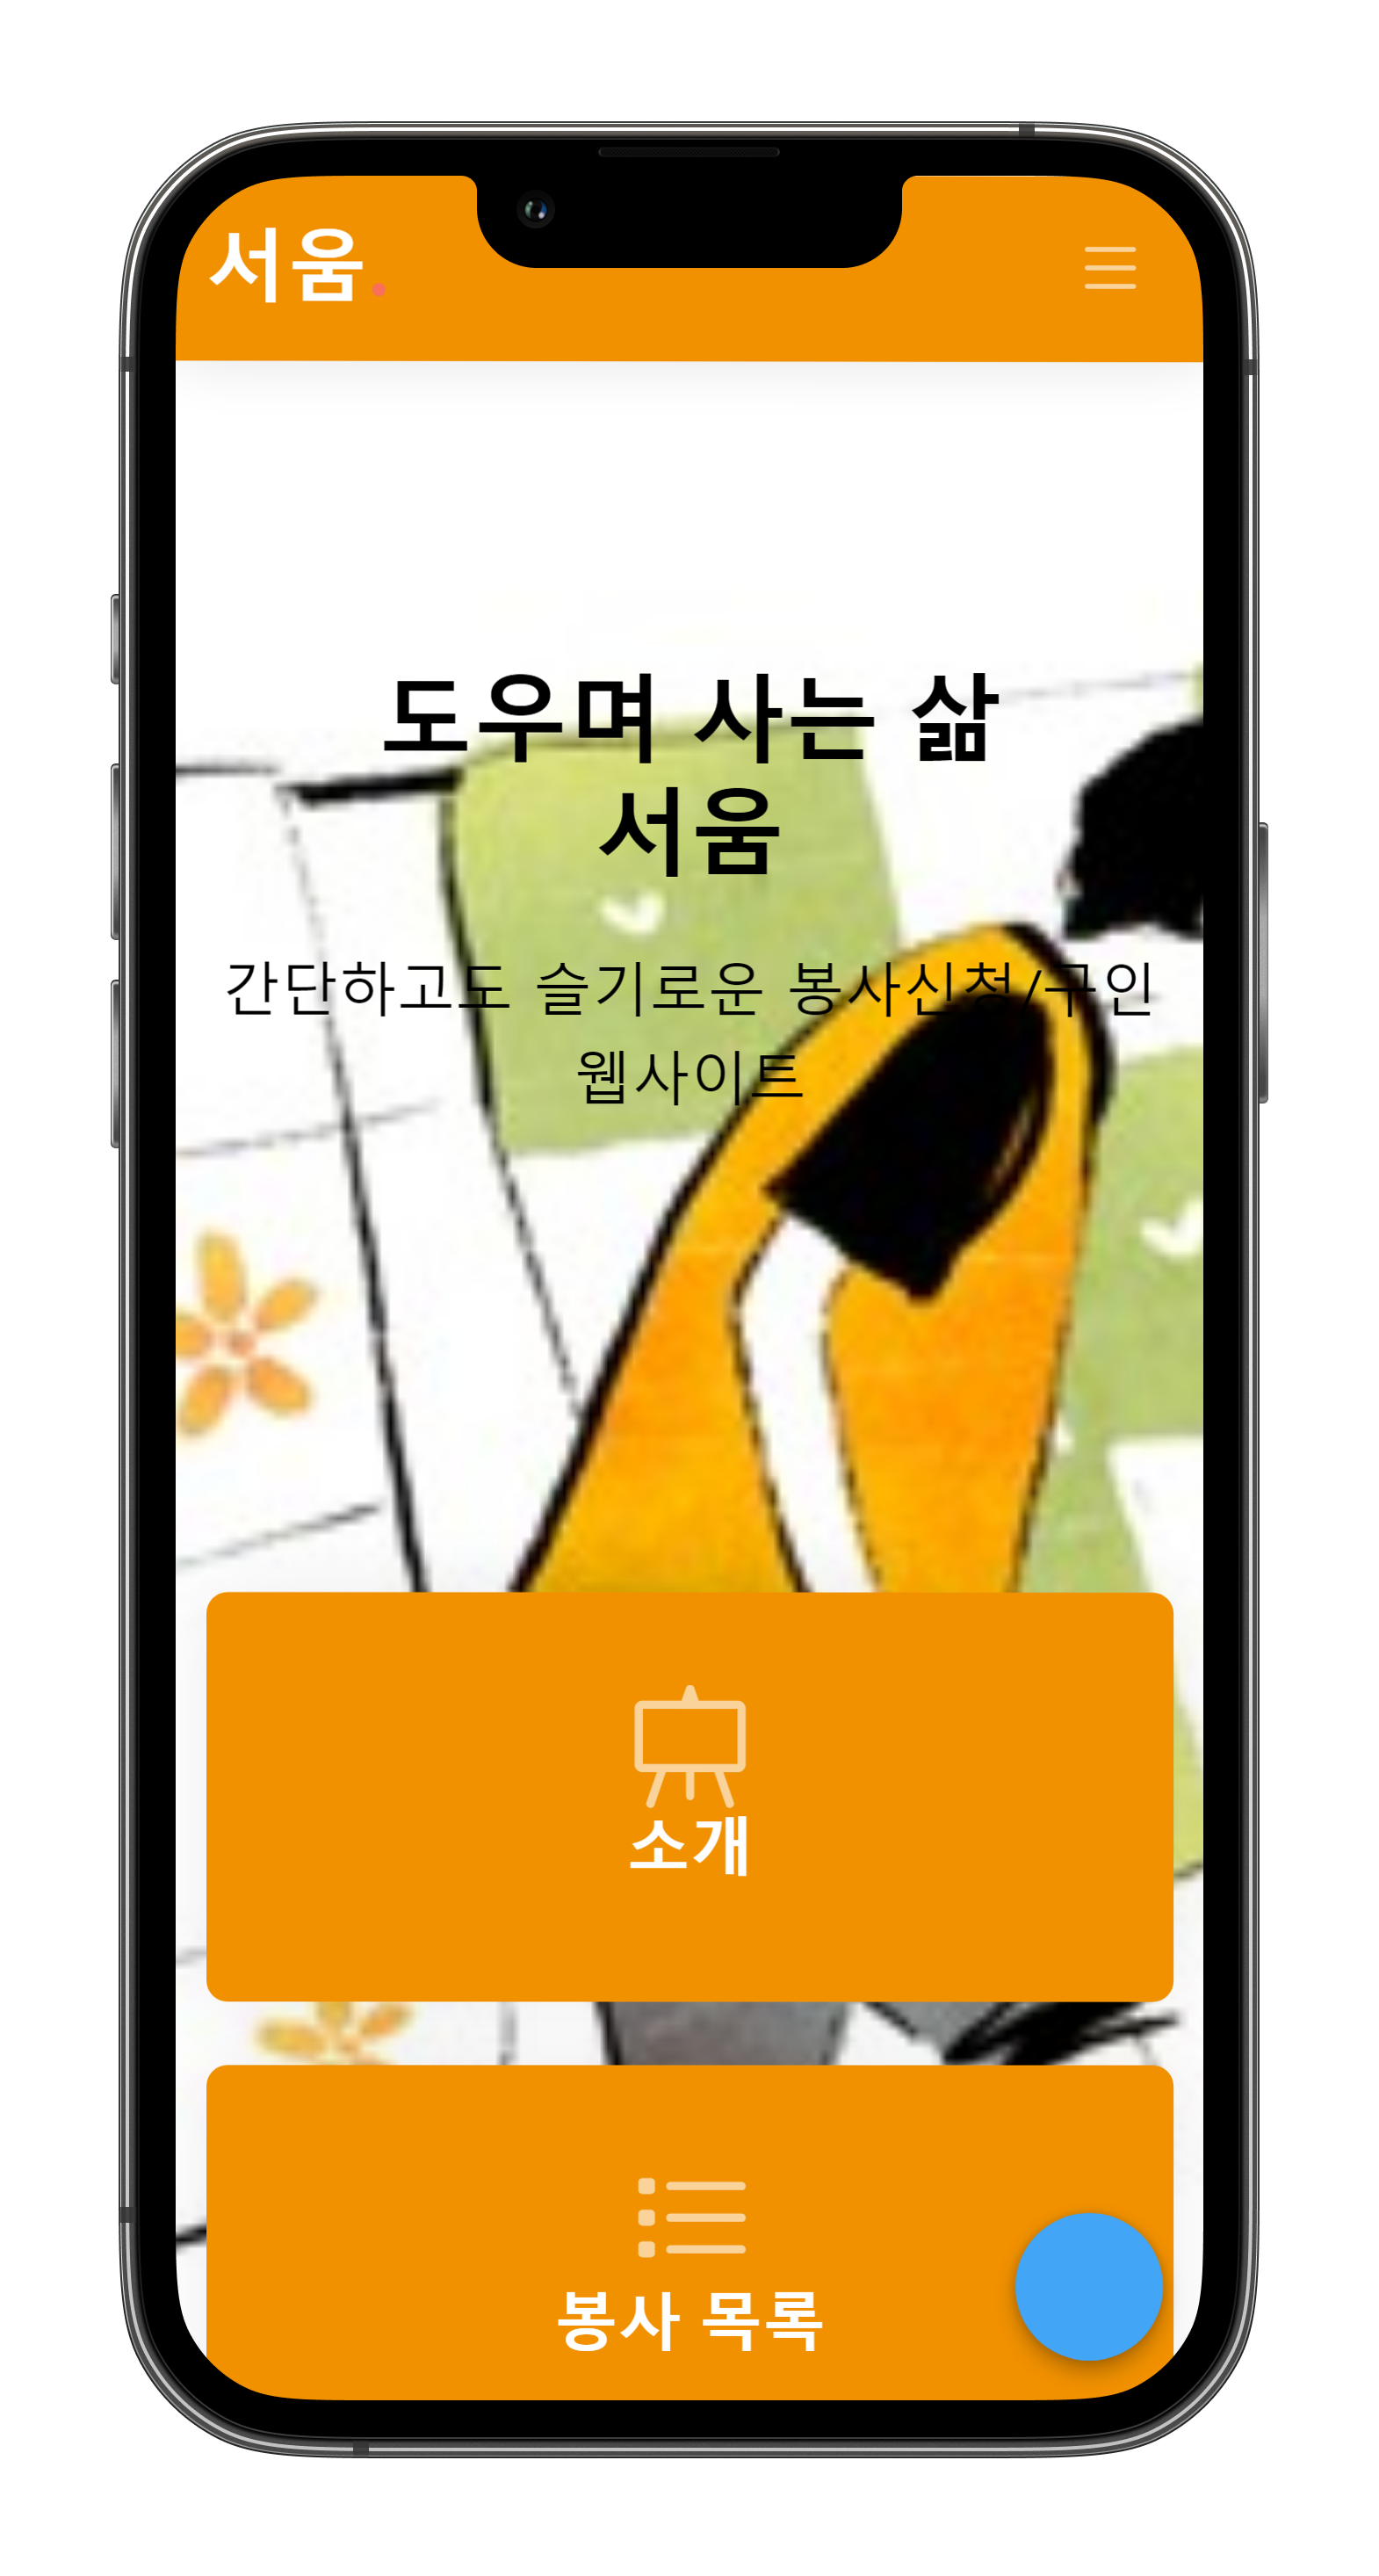 서움.
도우며 사는 삶
서움
간단하고도 슬기로운 봉사신청/구인
웹사이트
소개
봉사 목록